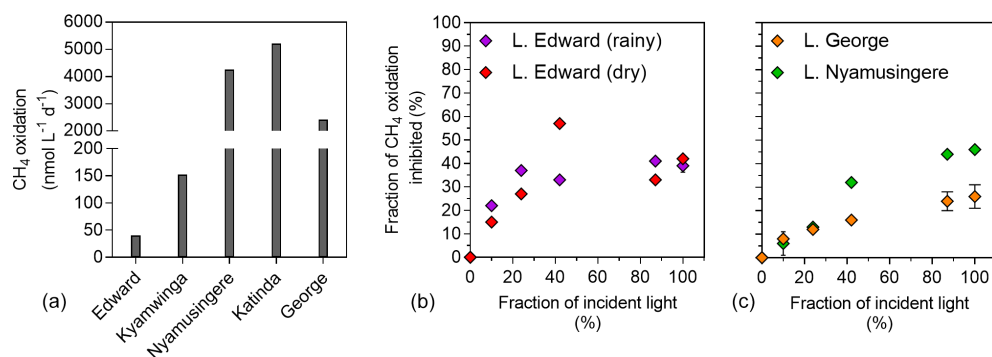 6000
5000
4000
3000
2000
200
150
100
50
0
CH₄ oxidation
(nmol L⁻¹ d⁻¹)
Edward
Kyamwinga
Nyamusingere
Katinda
George
(a)
100
90
80
70
60
50
40
30
20
10
0
Fraction of CH₄ oxidation
inhibited (%)
L. Edward (rainy)
L. Edward (dry)
0 20 40 60 80 100
Fraction of incident light
(%)
(b)
L. George
L. Nyamusingere
0 20 40 60 80 100
Fraction of incident light
(%)
(c)